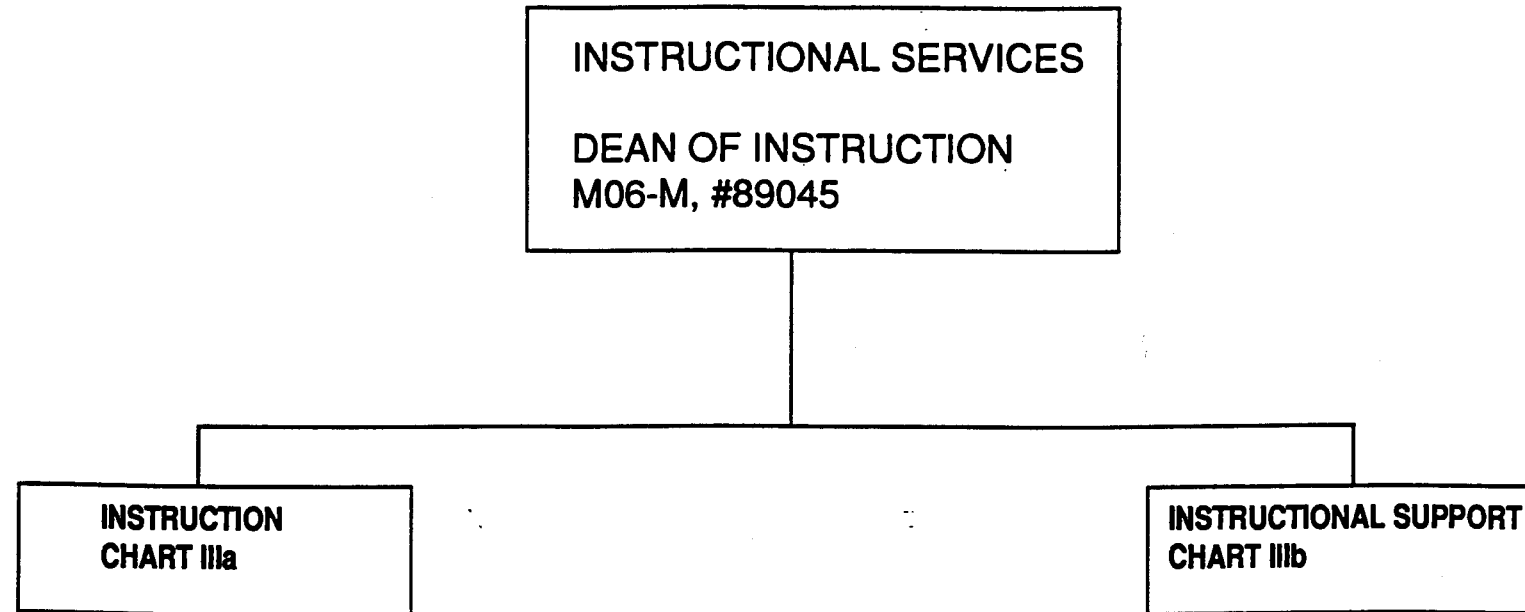 INSTRUCTIONAL SERVICES
DEAN OF INSTRUCTION
M06-M, #89045
INSTRUCTION
CHART IIIa
INSTRUCTIONAL SUPPORT
CHART IIIb